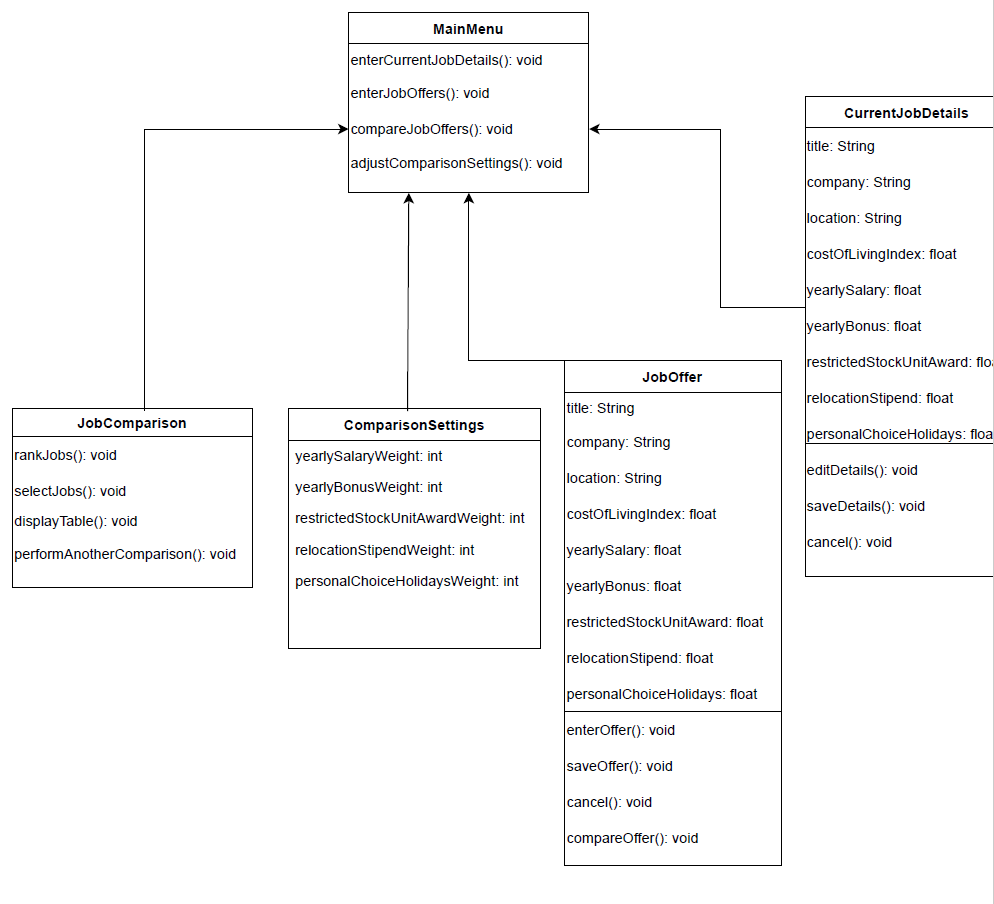 MainMenu
enterCurrentJobDetails(): void
enterJobOffers(): void
compareJobOffers(): void
adjustComparisonSettings(): void
CurrentJobDetails
title: String
company: String
location: String
costOfLivingIndex: float
yearlySalary: float
yearlyBonus: float
restrictedStockUnitAward:
relocationStipend: float
personalChoiceHolidays:
editDetails(): void
saveDetails(): void
cancel(): void
JobComparison
rankJobs(): void
selectJobs(): void
displayTable(): void
performAnotherComparison(): void
ComparisonSettings
yearlySalaryWeight: int
yearlyBonusWeight: int
restrictedStockUnitAwardWeight: int
relocationStipendWeight: int
personalChoiceHolidaysWeight: int
JobOffer
title: String
company: String
location: String
costOfLivingIndex: float
yearlySalary: float
yearlyBonus: float
restrictedStockUnitAward: float
relocationStipend: float
personalChoiceHolidays: float
enterOffer(): void
saveOffer(): void
cancel(): void
compareOffer(): void